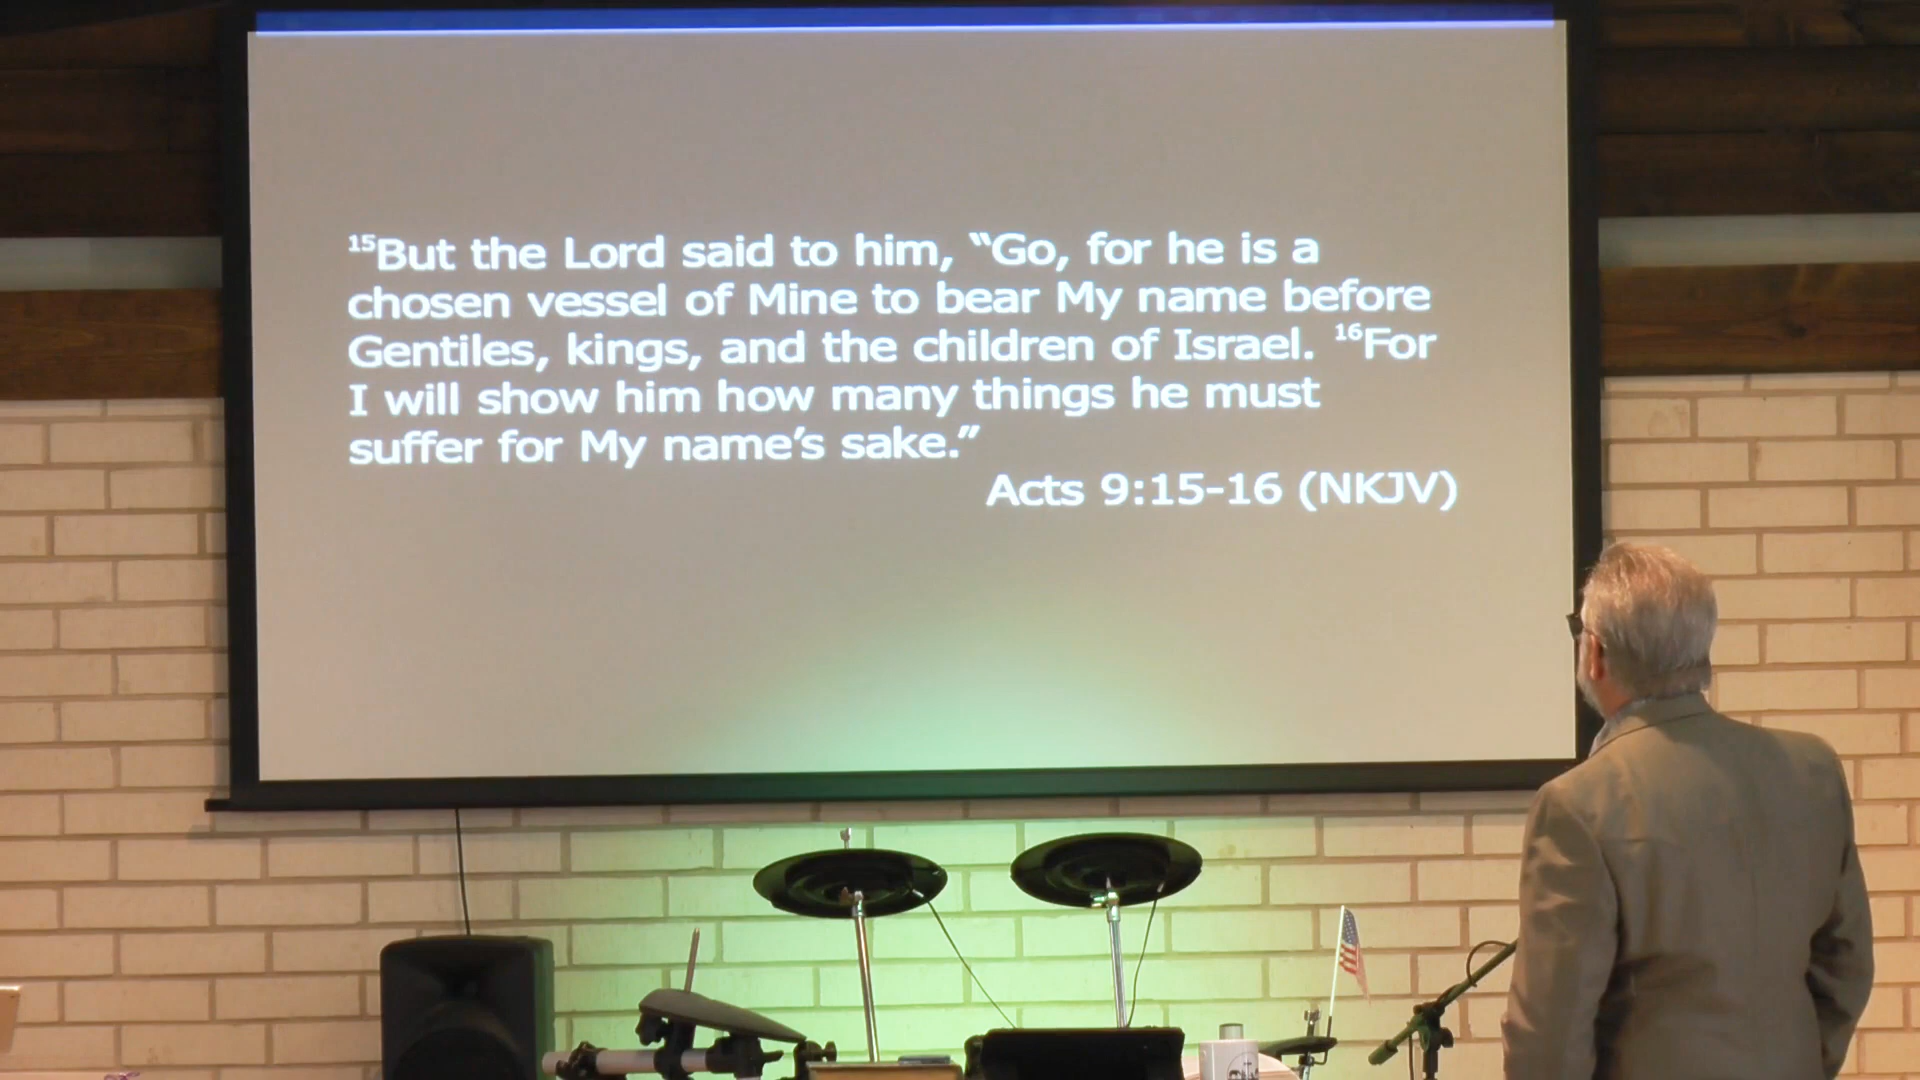 ¹⁵But the Lord said to him, “Go, for he is a
chosen vessel of Mine to bear My name before
Gentiles, kings, and the children of Israel. ¹⁶For
I will show him how many things he must
suffer for My name’s sake.”
Acts 9:15-16 (NKJV)